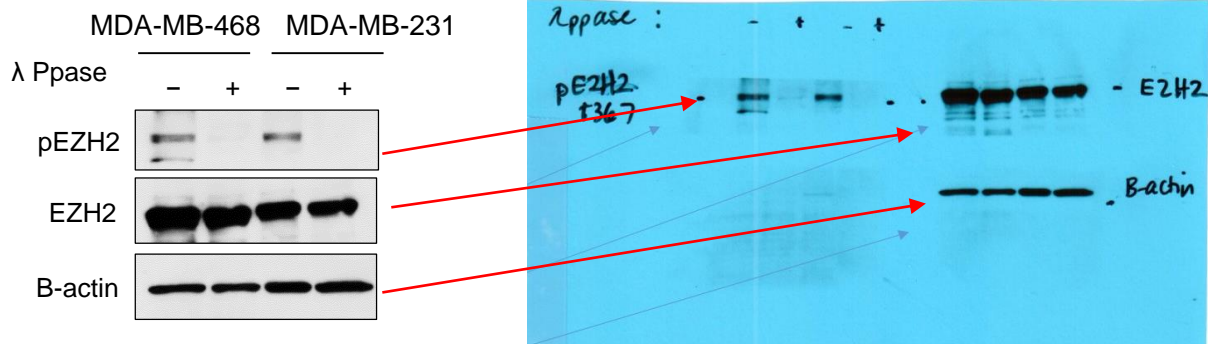 MDA-MB-468 MDA-MB-231
λ Ppase
− + − +
pEZH2
EZH2
B-actin
λppase : - + - +
pEZH2
t367
EZH2
B-actin